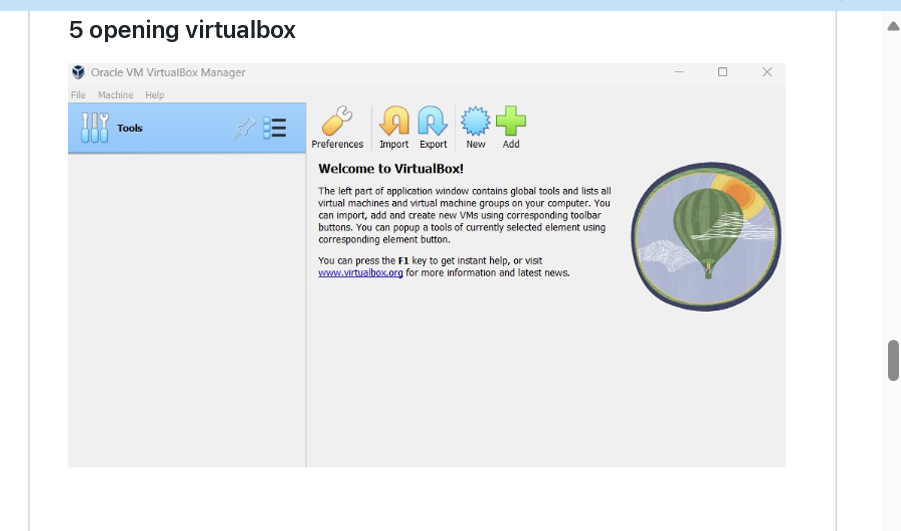 5 opening virtualbox
Oracle VM VirtualBox Manager
File Machine Help
Tools
Preferences Import Export New Add
Welcome to VirtualBox!
The left part of application window contains global tools and lists all
virtual machines and virtual machine groups on your computer. You
can import, add and create new VMs using corresponding toolbar
buttons. You can popup a tools of currently selected element using
corresponding element button.
You can press the F1 key to get instant help, or visit
www.virtualbox.org for more information and latest news.